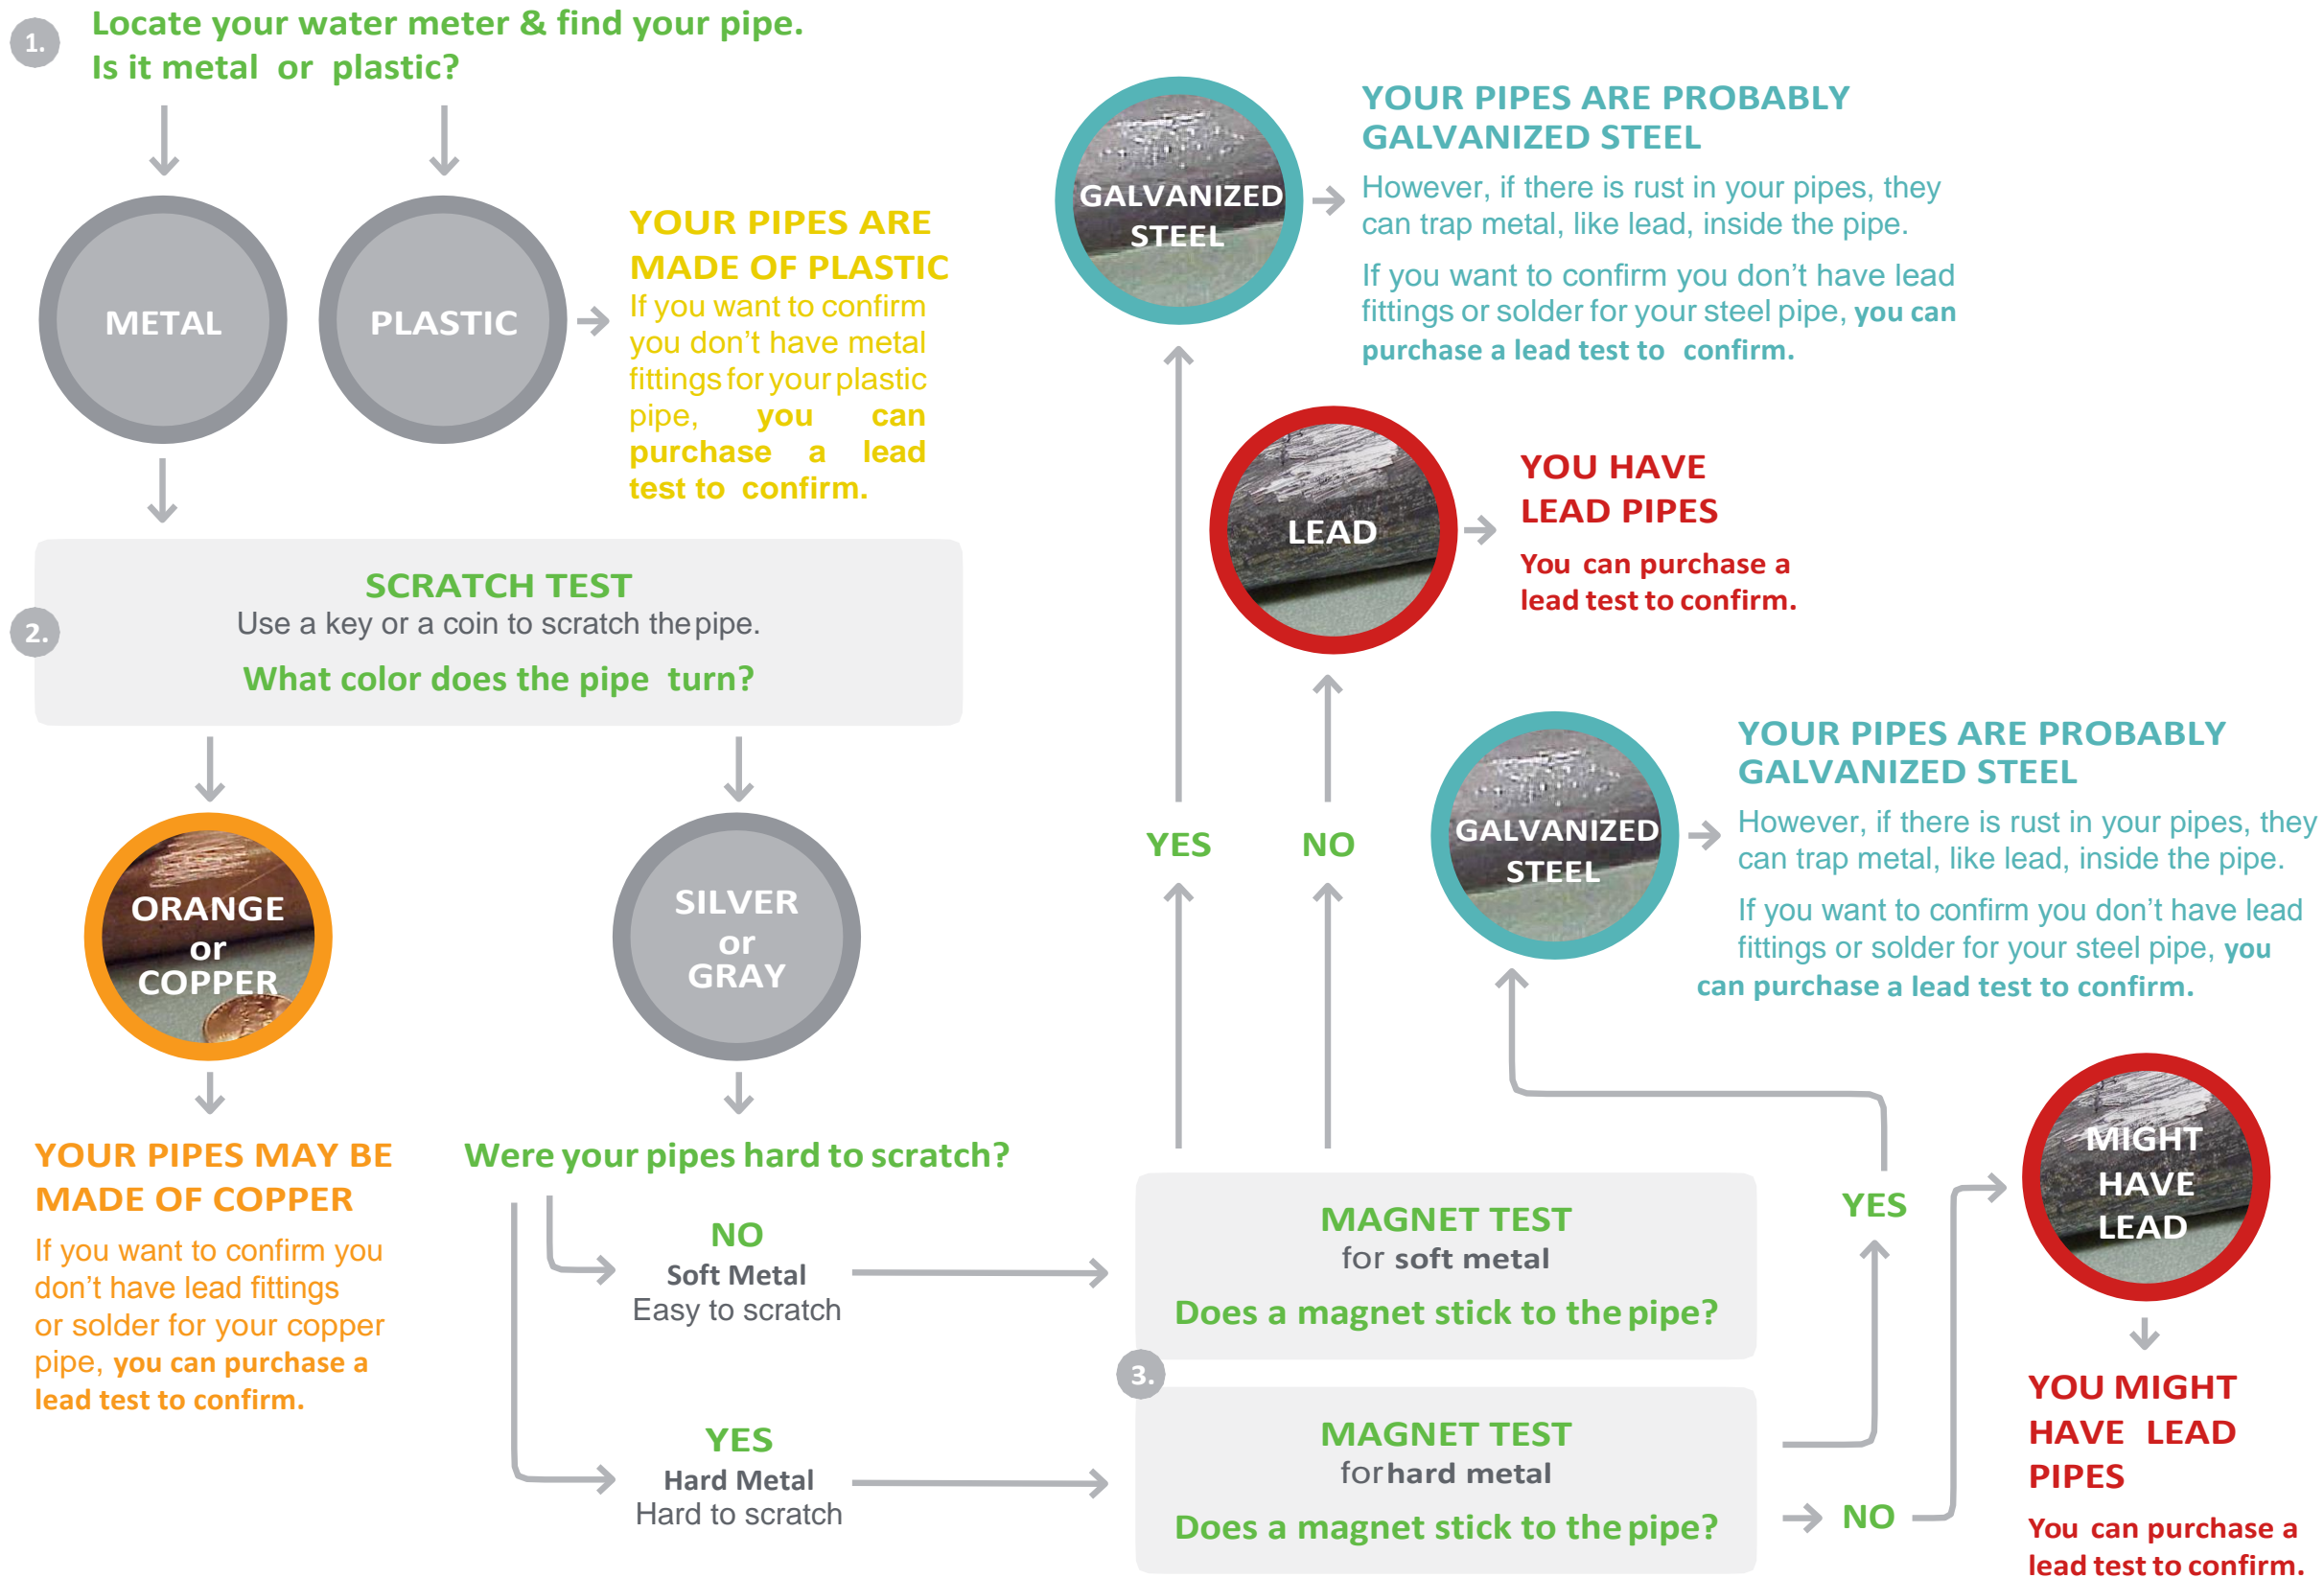 1.
Locate your water meter & find your pipe.
Is it metal or plastic?
METAL
PLASTIC
YOUR PIPES ARE
MADE OF PLASTIC
If you want to confirm
you don't have metal
fittings for your plastic
pipe, you can
purchase a lead
test to confirm.
2.
SCRATCH TEST
Use a key or a coin to scratch the pipe.
What color does the pipe turn?
ORANGE
or
COPPER
SILVER
or
GRAY
YOUR PIPES MAY BE
MADE OF COPPER
If you want to confirm you
don't have lead fittings
or solder for your copper
pipe, you can purchase a
lead test to confirm.
Were your pipes hard to scratch?
NO
Soft Metal
Easy to scratch
YES
Hard Metal
Hard to scratch
3.
MAGNET TEST
for soft metal
Does a magnet stick to the pipe?
MAGNET TEST
for hard metal
Does a magnet stick to the pipe?
YES
NO
GALVANIZED
STEEL
YOUR PIPES ARE PROBABLY
GALVANIZED STEEL
However, if there is rust in your pipes, they
can trap metal, like lead, inside the pipe.
If you want to confirm you don't have lead
fittings or solder for your steel pipe, you can
purchase a lead test to confirm.
LEAD
YOU HAVE
LEAD PIPES
You can purchase a
lead test to confirm.
GALVANIZED
STEEL
YOUR PIPES ARE PROBABLY
GALVANIZED STEEL
However, if there is rust in your pipes, they
can trap metal, like lead, inside the pipe.
If you want to confirm you don't have lead
fittings or solder for your steel pipe, you
can purchase a lead test to confirm.
YES
NO
MIGHT
HAVE
LEAD
YOU MIGHT
HAVE LEAD
PIPES
You can purchase a
lead test to confirm.